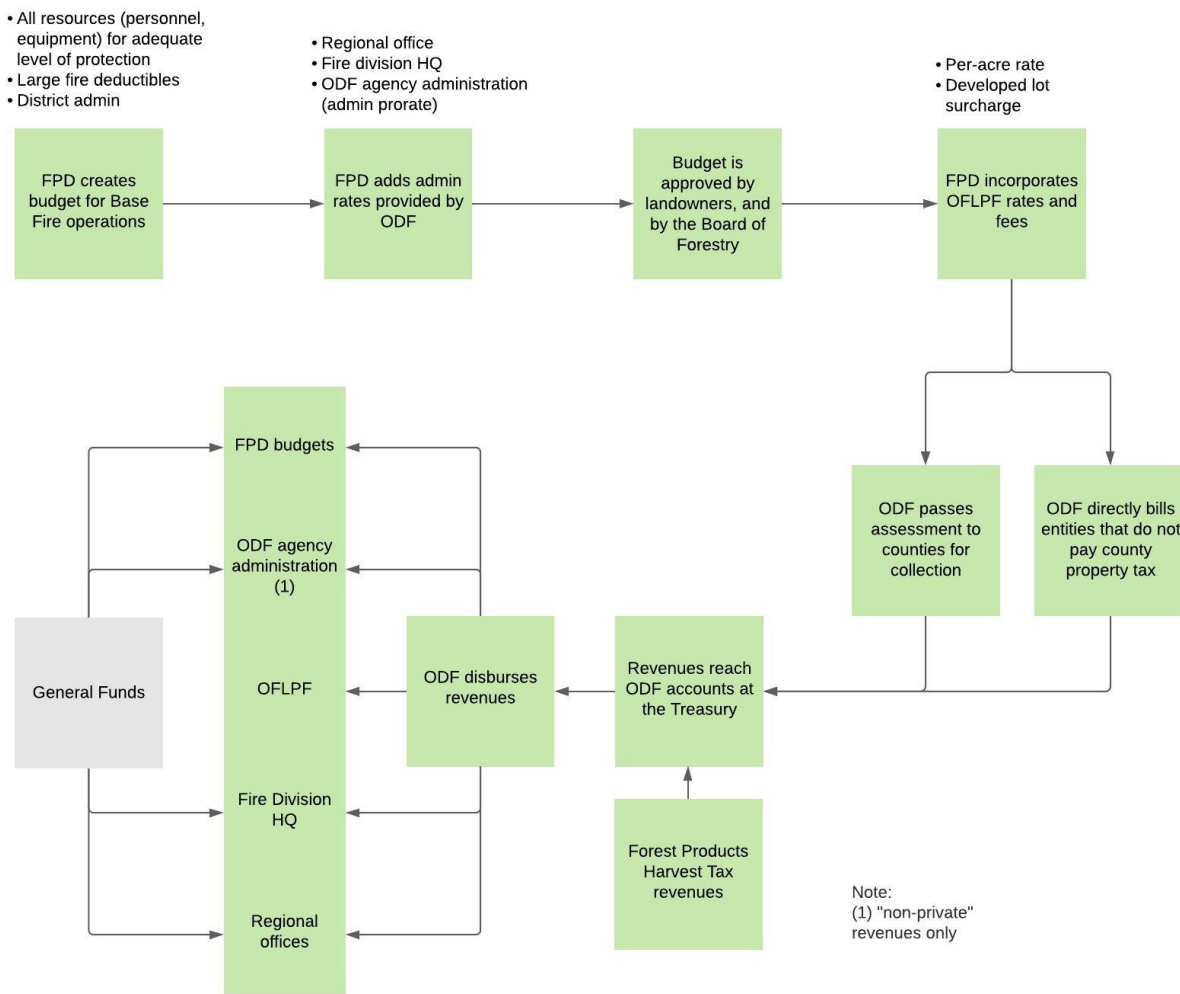 • All resources (personnel,
equipment) for adequate
level of protection
• Large fire deductibles
• District admin
• Regional office
• Fire division HQ
• ODF agency administration
(admin prorate)
• Per-acre rate
• Developed lot
surcharge
FPD creates
budget for Base
Fire operations
FPD adds admin
rates provided by
ODF
Budget is
approved by
landowners, and
by the Board of
Forestry
FPD incorporates
OFLPF rates and
fees
FPD budgets
ODF agency
administration
(1)
OFLPF
Fire Division
HQ
Regional
offices
General Funds
ODF disburses
revenues
Revenues reach
ODF accounts at
the Treasury
ODF passes
assessment to
counties for
collection
ODF directly bills
entities that do not
pay county
property tax
Forest Products
Harvest Tax
revenues
Note:
(1) "non-private"
revenues only